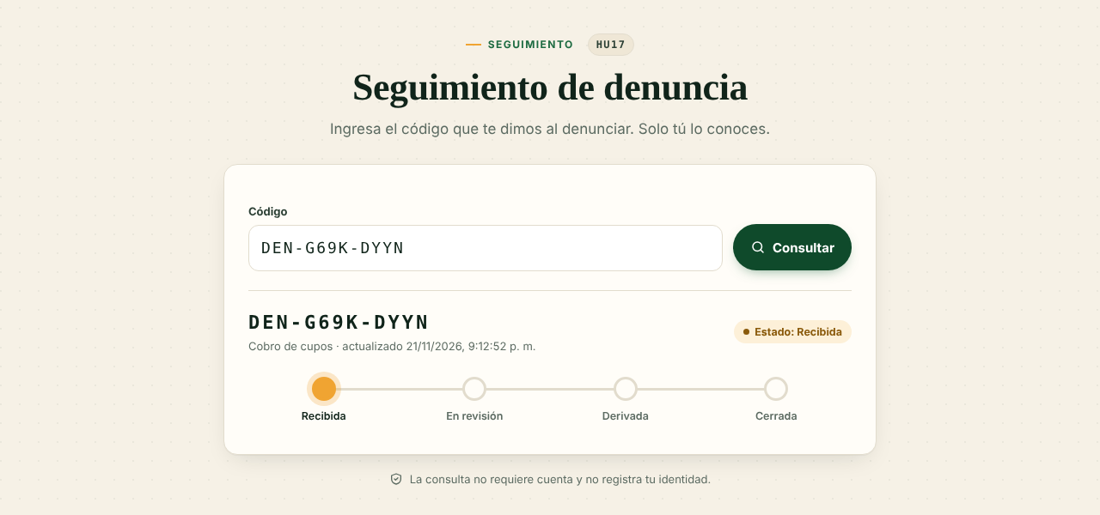 SEGUIMIENTO HU17
Seguimiento de denuncia
Ingresa el código que te dimos al denunciar. Solo tú lo conoces.
Código
DEN-G69K-DYYN
Consultar
DEN-G69K-DYYN
Estado: Recibida
Cobro de cupos · actualizado 21/11/2026, 9:12:52 p. m.
Recibida En revisión Derivada Cerrada
La consulta no requiere cuenta y no registra tu identidad.